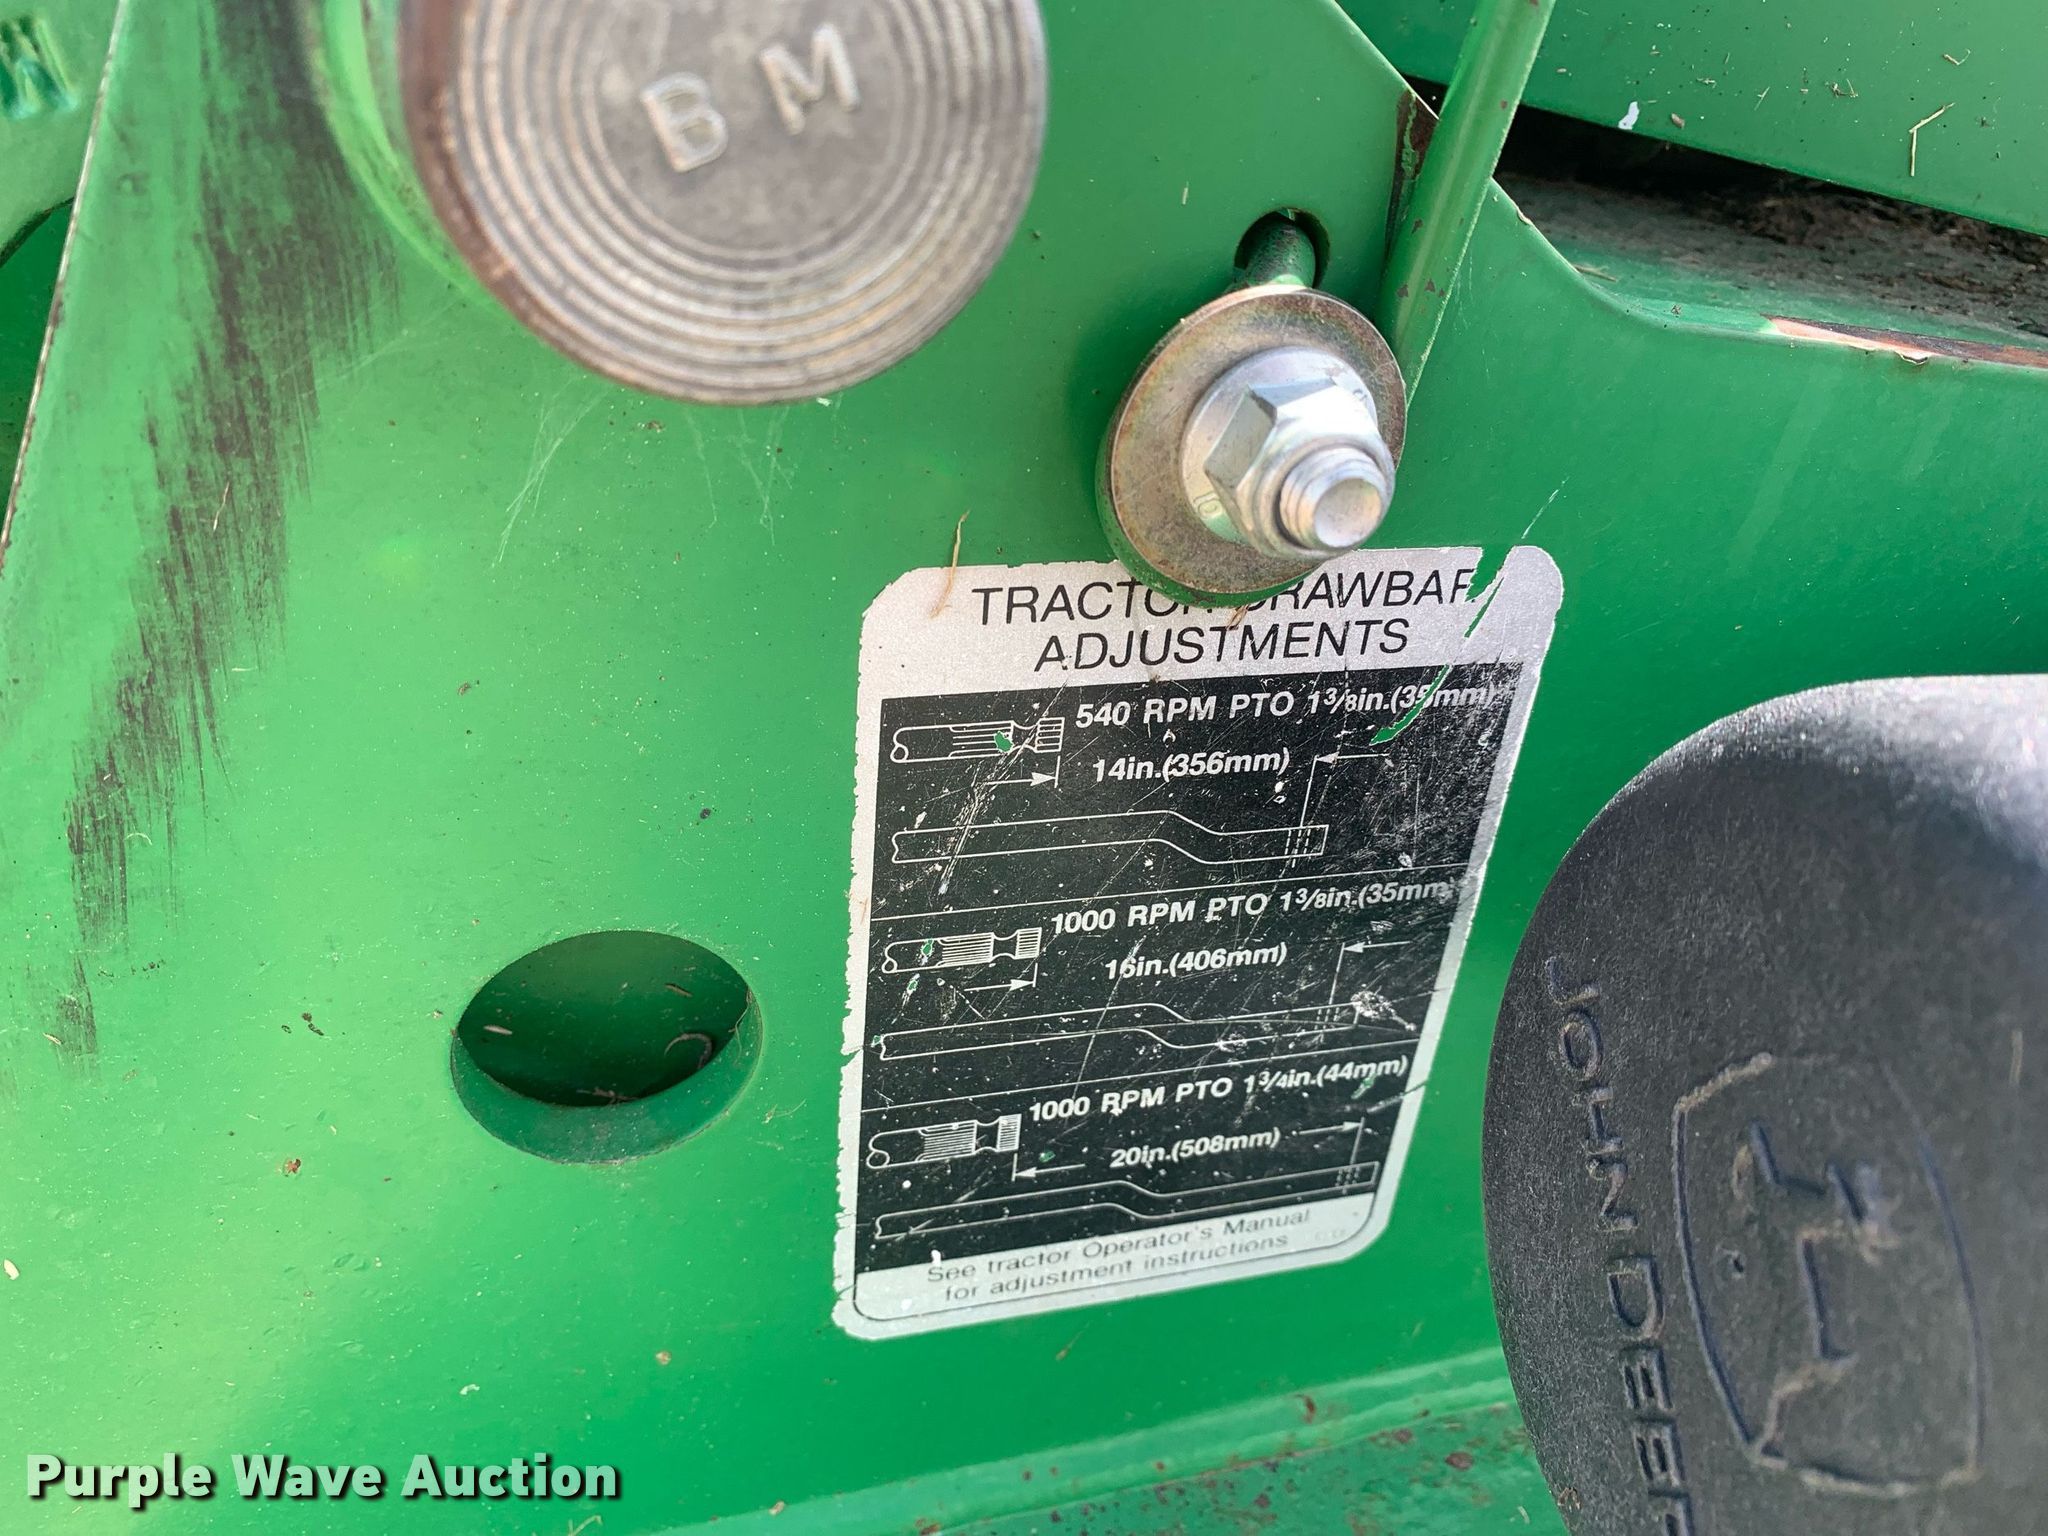 B M
TRACTOR DRAWBAR
ADJUSTMENTS
540 RPM PTO 1 3/8in.(35mm)
14in.(356mm)
1000 RPM PTO 1 3/8in.(35mm)
16in.(406mm)
1000 RPM PTO 1 3/4in.(44mm)
20in.(508mm)
See tractor Operator's Manual
for adjustment instructions
JOHN DEER
Purple Wave Auction